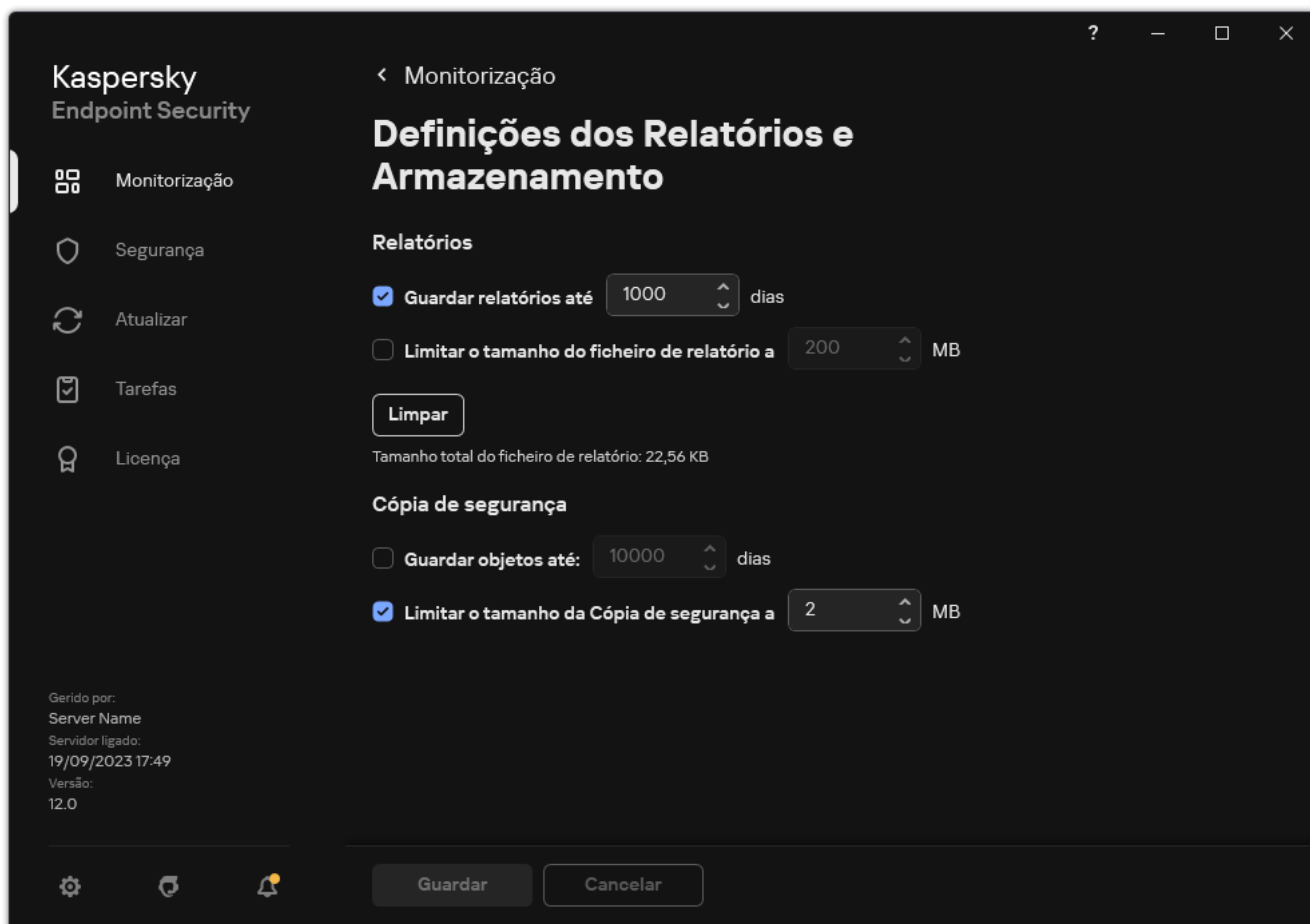 ?
Kaspersky
Endpoint Security
Monitorização
Segurança
Atualizar
Tarefas
Licença
Gerido por:
Server Name
Servidor ligado:
19/09/2023 17:49
Versão:
12.0
Monitorização
Definições dos Relatórios e
Armazenamento
Relatórios
Guardar relatórios até 1000 dias
Limitar o tamanho do ficheiro de relatório a 200 MB
Limpar
Tamanho total do ficheiro de relatório: 22,56 KB
Cópia de segurança
Guardar objetos até: 10000 dias
Limitar o tamanho da Cópia de segurança a 2 MB
Guardar Cancelar